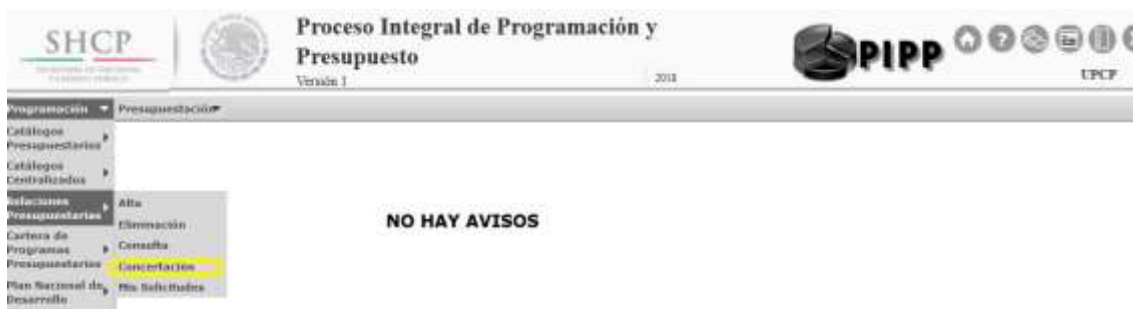 SHCP
Proceso Integral de Programación y
Presupuesto
Versión 1
2018
PIPP
UPCP
Programación
Presupuestación
Catálogos
Presupuestarios
Catálogos
Centralizados
Relaciones
Presupuestarias
Alta
Eliminación
Consulta
Concertación
Mis Solicitudes
Cartera de
Programas
Presupuestarios
Plan Nacional de
Desarrollo
NO HAY AVISOS